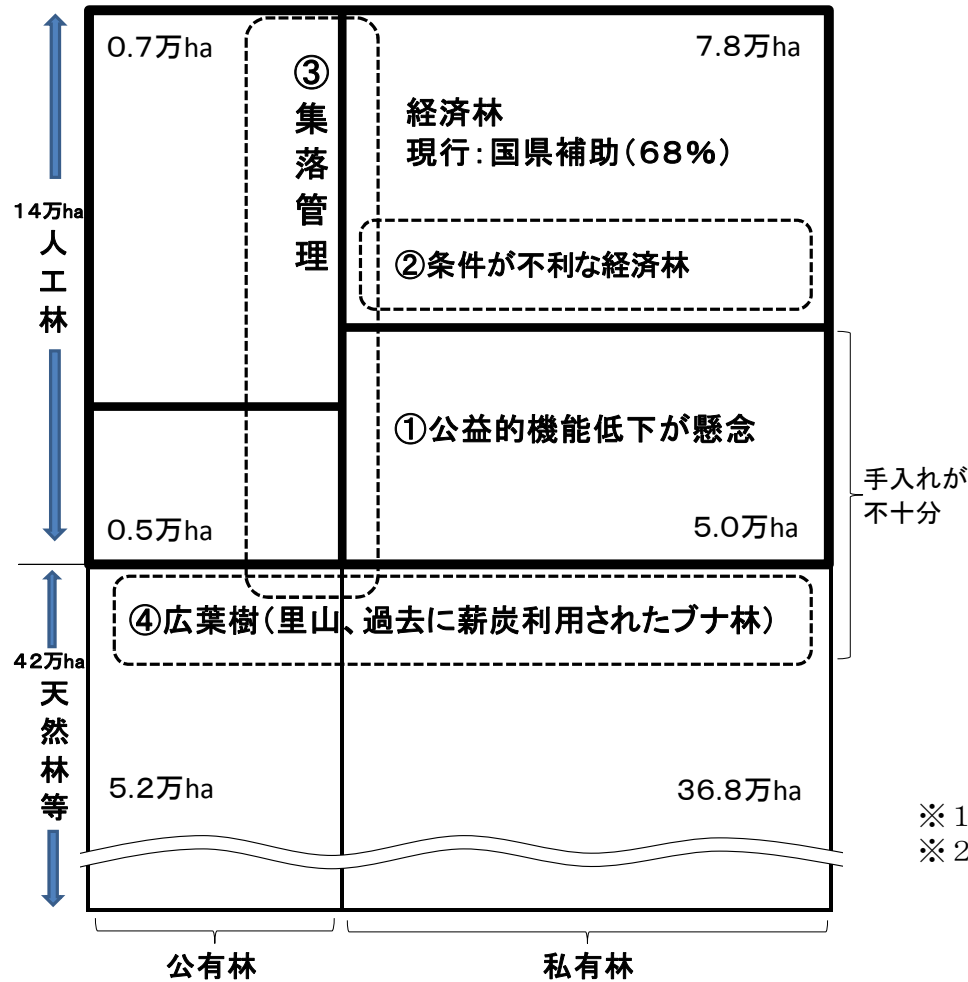 0.7万ha
7.8万ha
③集落管理
経済林
現行：国県補助（68%）
14万ha
人工林
②条件が不利な経済林
①公益的機能低下が懸念
手入れが
不十分
0.5万ha
5.0万ha
④広葉樹（里山、過去に薪炭利用されたブナ林）
42万ha
天然林等
5.2万ha
36.8万ha
※１
※２
公有林
私有林